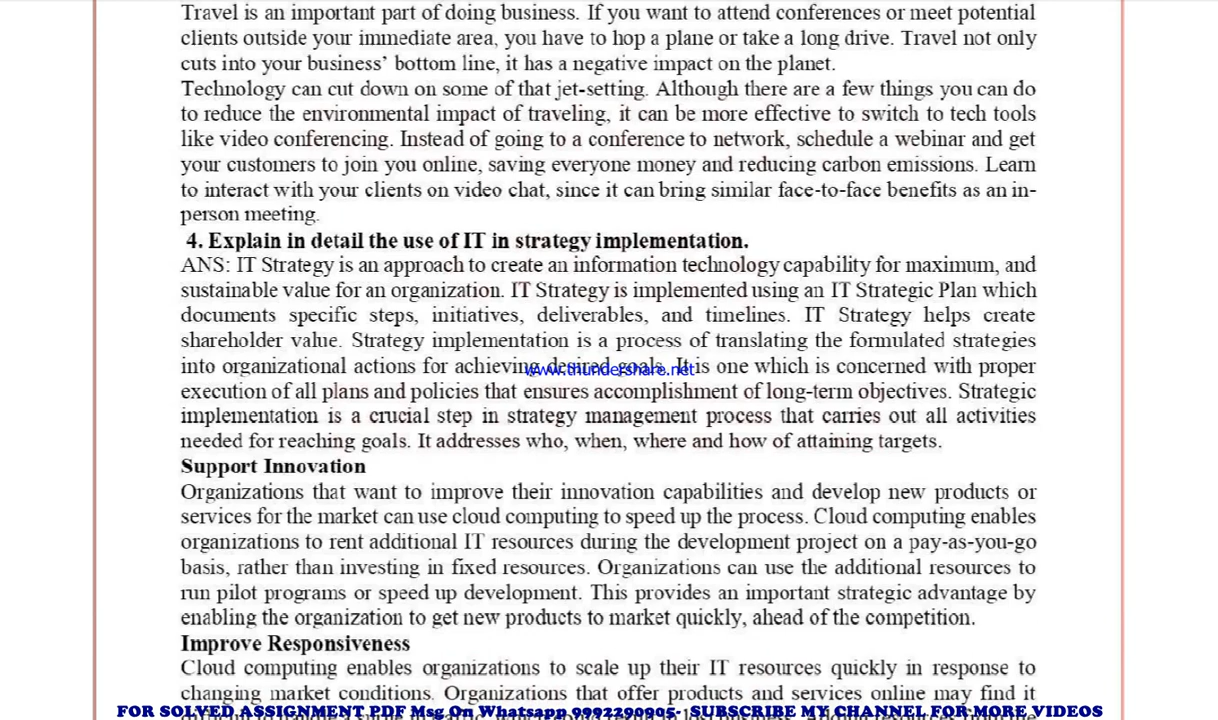 Travel is an important part of doing business. If you want to attend conferences or meet potential
clients outside your immediate area, you have to hop a plane or take a long drive. Travel not only
cuts into your business’ bottom line, it has a negative impact on the planet.
Technology can cut down on some of that jet-setting. Although there are a few things you can do
to reduce the environmental impact of traveling, it can be more effective to switch to tech tools
like video conferencing. Instead of going to a conference to network, schedule a webinar and get
your customers to join you online, saving everyone money and reducing carbon emissions. Learn
to interact with your clients on video chat, since it can bring similar face-to-face benefits as an in-
person meeting.
4. Explain in detail the use of IT in strategy implementation.
ANS: IT Strategy is an approach to create an information technology capability for maximum, and
sustainable value for an organization. IT Strategy is implemented using an IT Strategic Plan which
documents specific steps, initiatives, deliverables, and timelines. IT Strategy helps create
shareholder value. Strategy implementation is a process of translating the formulated strategies
into organizational actions for achieving desired goals. It is one which is concerned with proper
www.thundershare.net
execution of all plans and policies that ensures accomplishment of long-term objectives. Strategic
implementation is a crucial step in strategy management process that carries out all activities
needed for reaching goals. It addresses who, when, where and how of attaining targets.
Support Innovation
Organizations that want to improve their innovation capabilities and develop new products or
services for the market can use cloud computing to speed up the process. Cloud computing enables
organizations to rent additional IT resources during the development project on a pay-as-you-go
basis, rather than investing in fixed resources. Organizations can use the additional resources to
run pilot programs or speed up development. This provides an important strategic advantage by
enabling the organization to get new products to market quickly, ahead of the competition.
Improve Responsiveness
Cloud computing enables organizations to scale up their IT resources quickly in response to
changing market conditions. Organizations that offer products and services online may find it
FOR SOLVED ASSIGNMENT PDF Msg On Whatsapp 9992290905- SUBSCRIBE MY CHANNEL FOR MORE VIDEOS